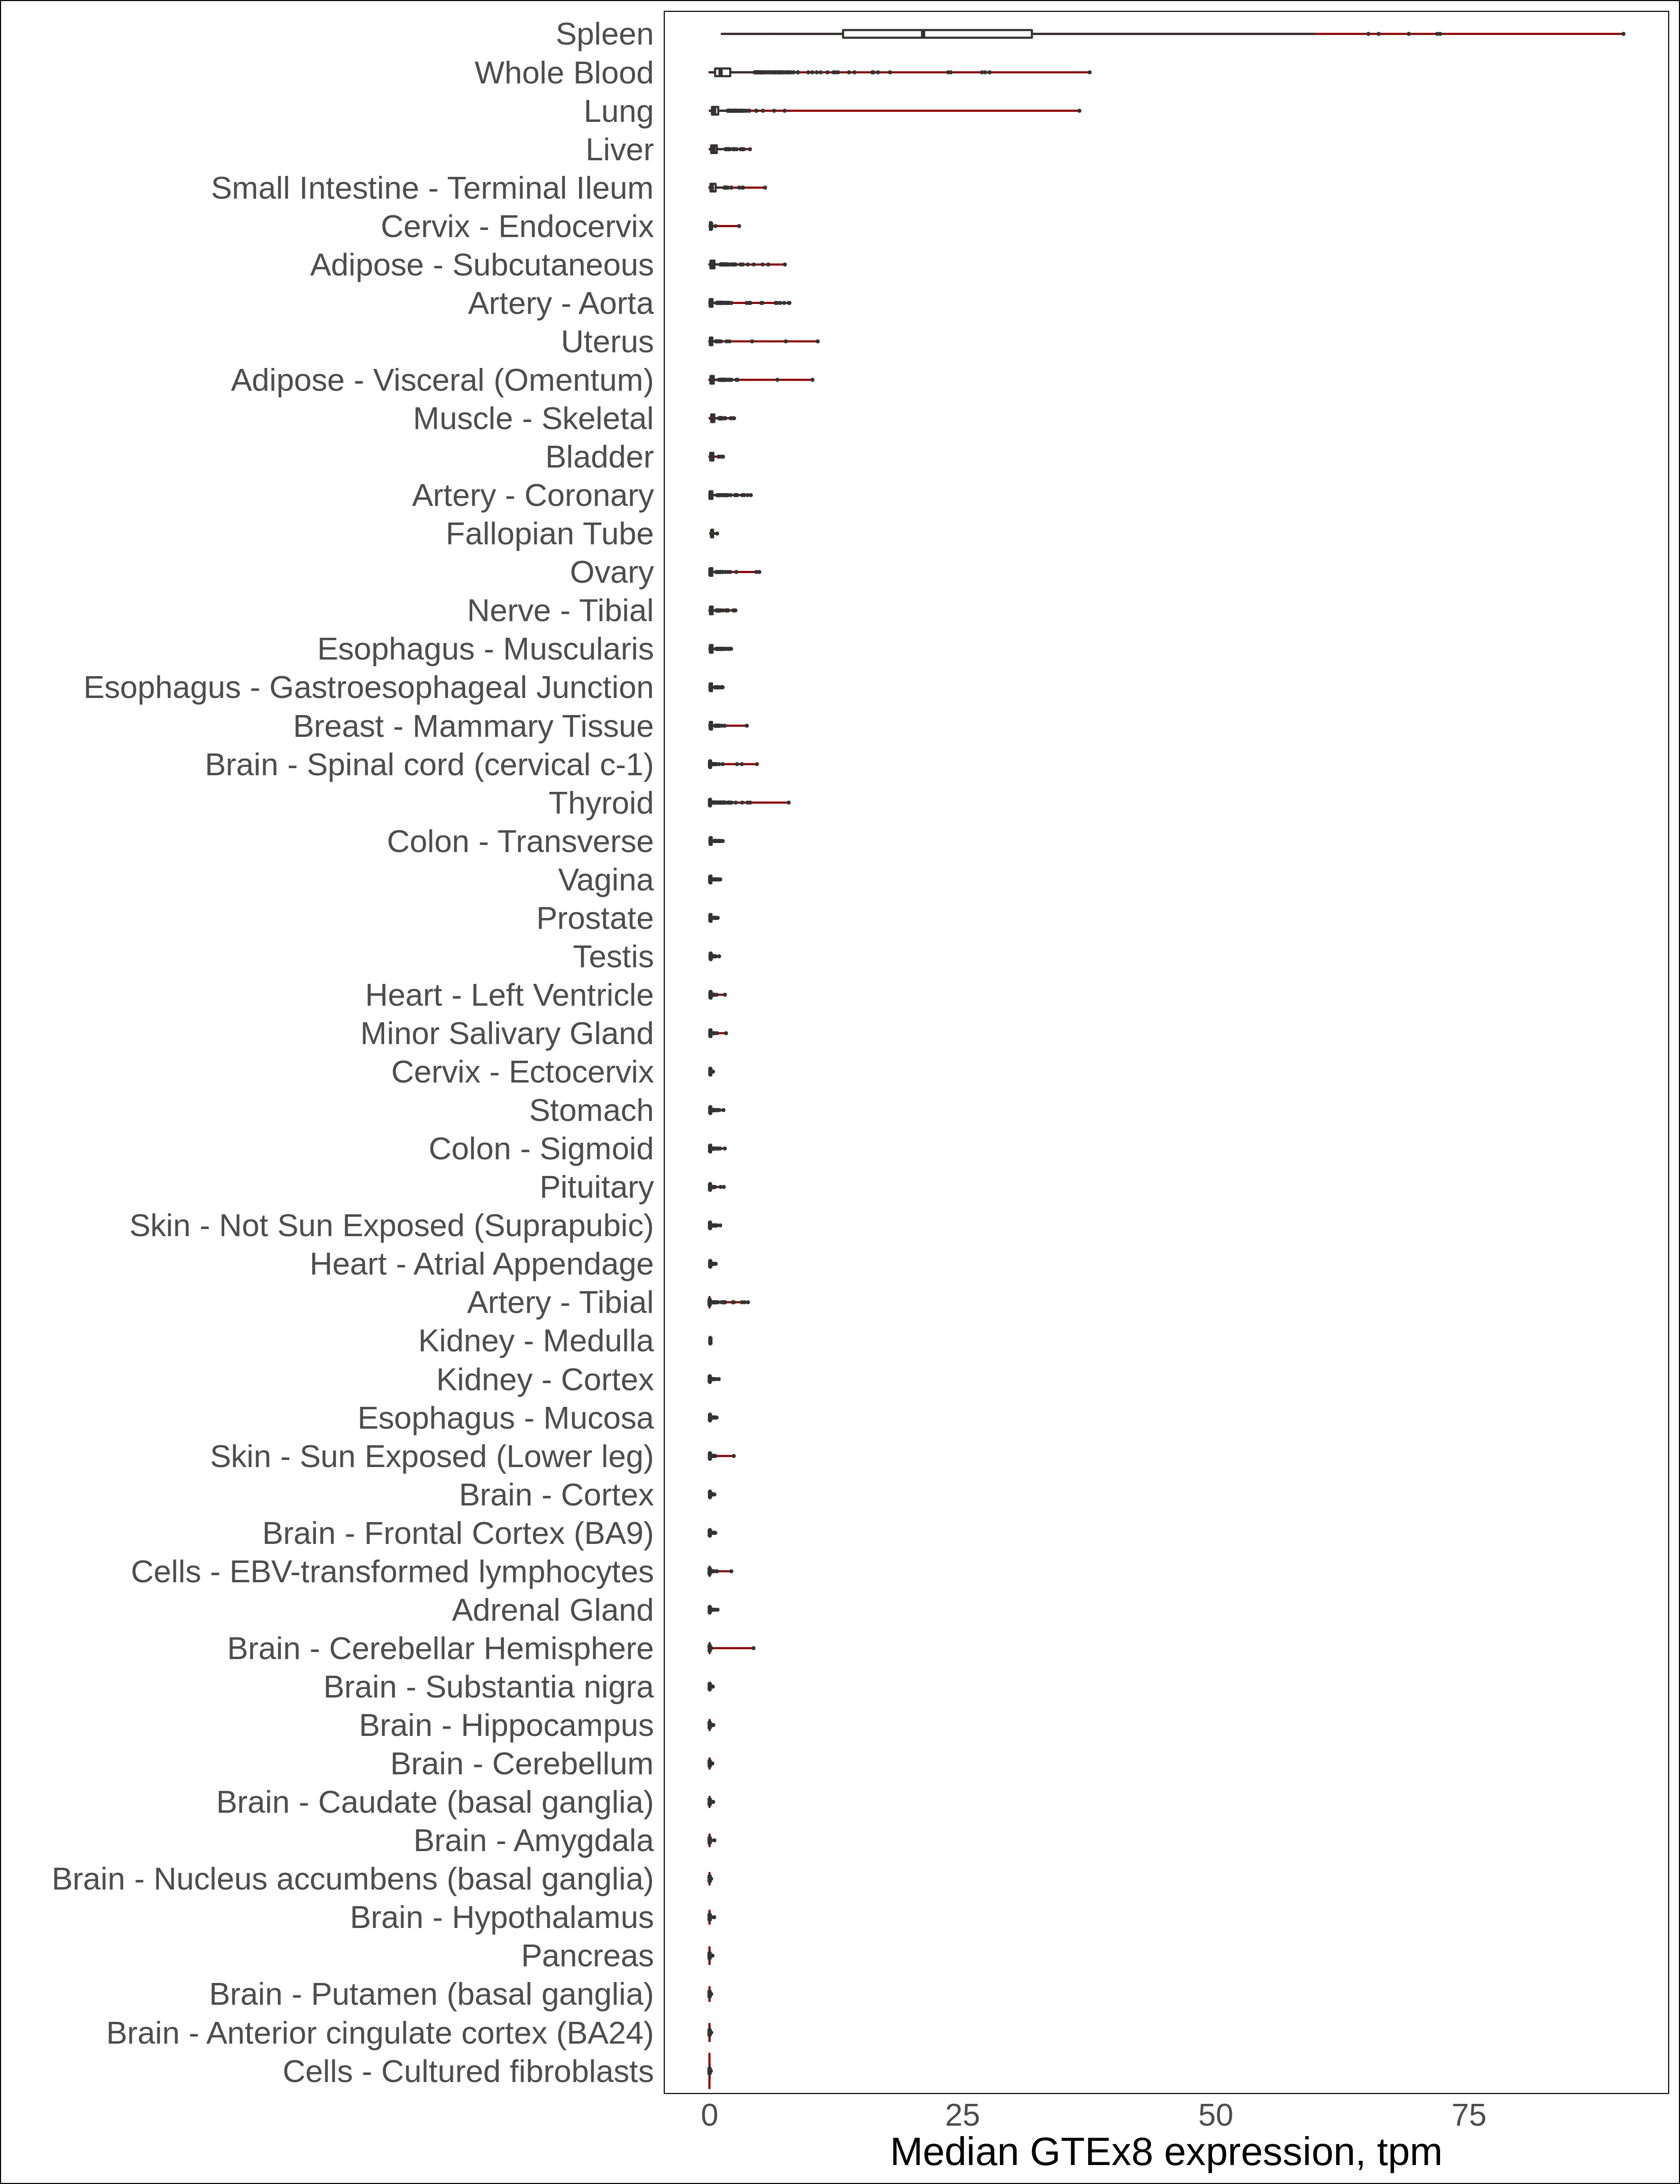 Spleen
Whole Blood
Lung
Liver
Small Intestine - Terminal Ileum
Cervix - Endocervix
Adipose - Subcutaneous
Artery - Aorta
Uterus
Adipose - Visceral (Omentum)
Muscle - Skeletal
Bladder
Artery - Coronary
Fallopian Tube
Ovary
Nerve - Tibial
Esophagus - Muscularis
Esophagus - Gastroesophageal Junction
Breast - Mammary Tissue
Brain - Spinal cord (cervical c-1)
Thyroid
Colon - Transverse
Vagina
Prostate
Testis
Heart - Left Ventricle
Minor Salivary Gland
Cervix - Ectocervix
Stomach
Colon - Sigmoid
Pituitary
Skin - Not Sun Exposed (Suprapubic)
Heart - Atrial Appendage
Artery - Tibial
Kidney - Medulla
Kidney - Cortex
Esophagus - Mucosa
Skin - Sun Exposed (Lower leg)
Brain - Cortex
Brain - Frontal Cortex (BA9)
Cells - EBV-transformed lymphocytes
Adrenal Gland
Brain - Cerebellar Hemisphere
Brain - Substantia nigra
Brain - Hippocampus
Brain - Cerebellum
Brain - Caudate (basal ganglia)
Brain - Amygdala
Brain - Nucleus accumbens (basal ganglia)
Brain - Hypothalamus
Pancreas
Brain - Putamen (basal ganglia)
Brain - Anterior cingulate cortex (BA24)
Cells - Cultured fibroblasts
0 25 50 75
Median GTEx8 expression, tpm